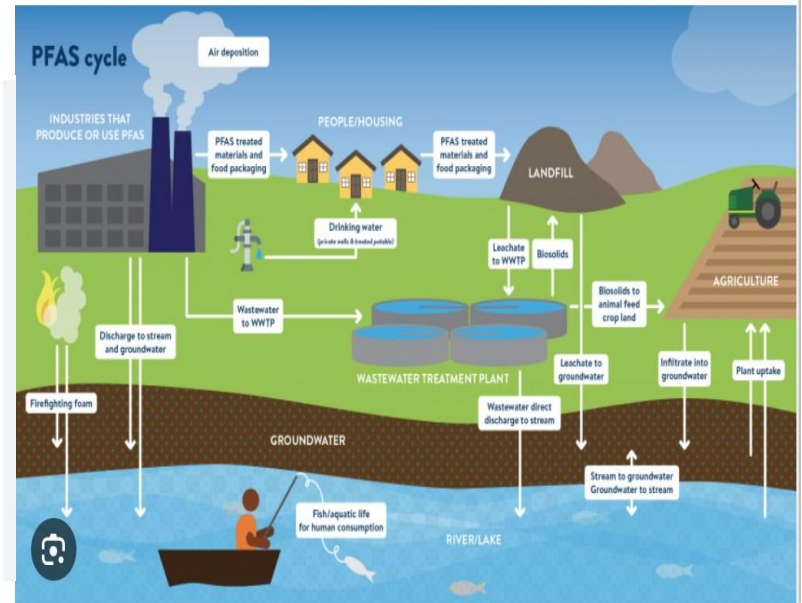 PFAS cycle
Air deposition
INDUSTRIES THAT
PRODUCE OR USE PFAS
PEOPLE/HOUSING
PFAS treated
materials and
food packaging
PFAS treated
materials and
food packaging
LANDFILL
Drinking water
(private wells & treated potable)
Leachate
to WWTP
Biosolids
Biosolids to
animal feed
crop land
AGRICULTURE
Wastewater
to WWTP
Discharge to stream
and groundwater
WASTEWATER TREATMENT PLANT
Leachate to
groundwater
Infiltrate into
groundwater
Plant uptake
Firefighting foam
Wastewater direct
discharge to stream
GROUNDWATER
Stream to groundwater
Groundwater to stream
Fish/aquatic life
for human consumption
RIVER/LAKE